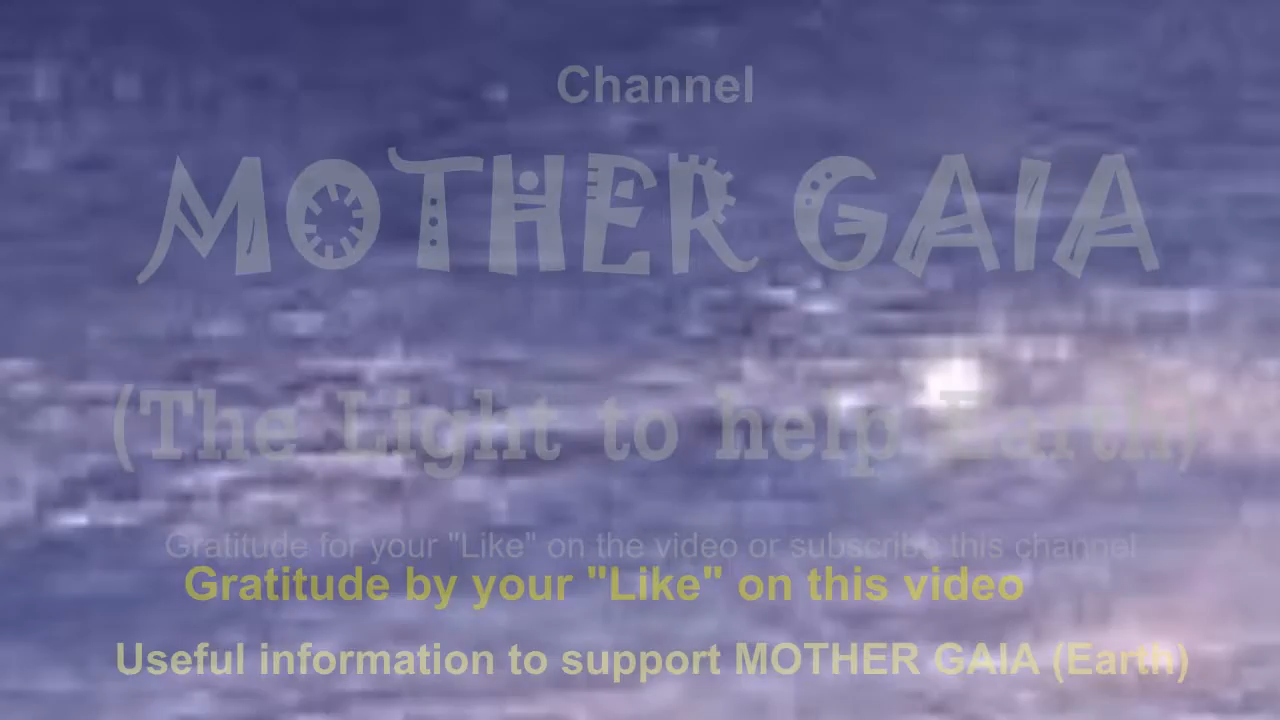 Channel
MOTHER GAIA
(The Light to help Earth)
Gratitude for your "Like" on the video or subscribe this channel
Gratitude by your "Like" on this video
Useful information to support MOTHER GAIA (Earth)